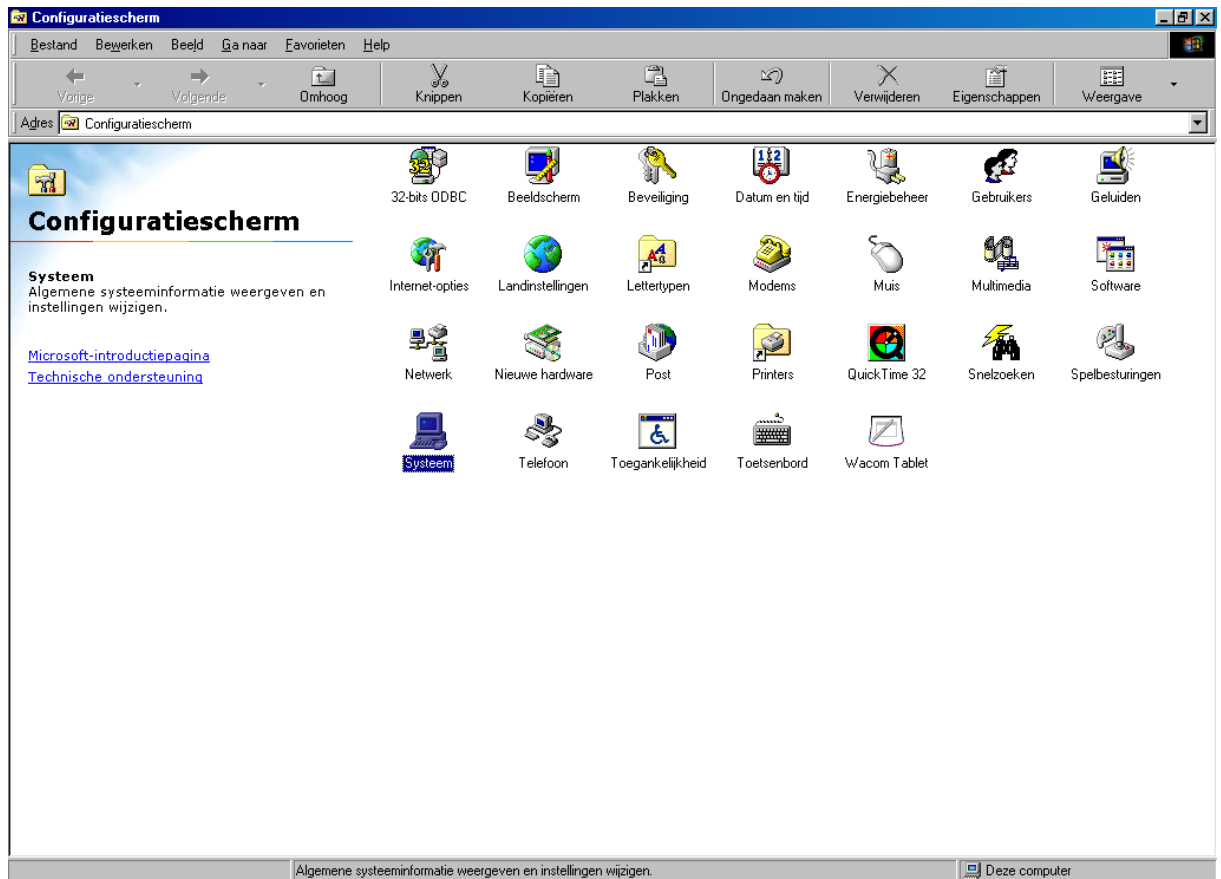 Configuratiescherm
Bestand Bewerken Beeld Ga naar Favorieten Help
Vorige Volgende Omhoog Knippen Kopiëren Plakken Ongedaan maken Verwijderen Eigenschappen Weergave
Adres Configuratiescherm
Configuratiescherm
Systeem
Algemene systeeminformatie weergeven en
instellingen wijzigen.
Microsoft-introductiepagina
Technische ondersteuning
32-bits ODBC Beeldscherm Beveiliging Datum en tijd Energiebeheer Gebruikers Geluiden
Internet-opties Landinstellingen Lettertypen Modems Muis Multimedia Software
Netwerk Nieuwe hardware Post Printers QuickTime 32 Snelzoeken Spelbesturingen
Systeem Telefoon Toegankelijkheid Toetsenbord Wacom Tablet
Algemene systeeminformatie weergeven en instellingen wijzigen. Deze computer